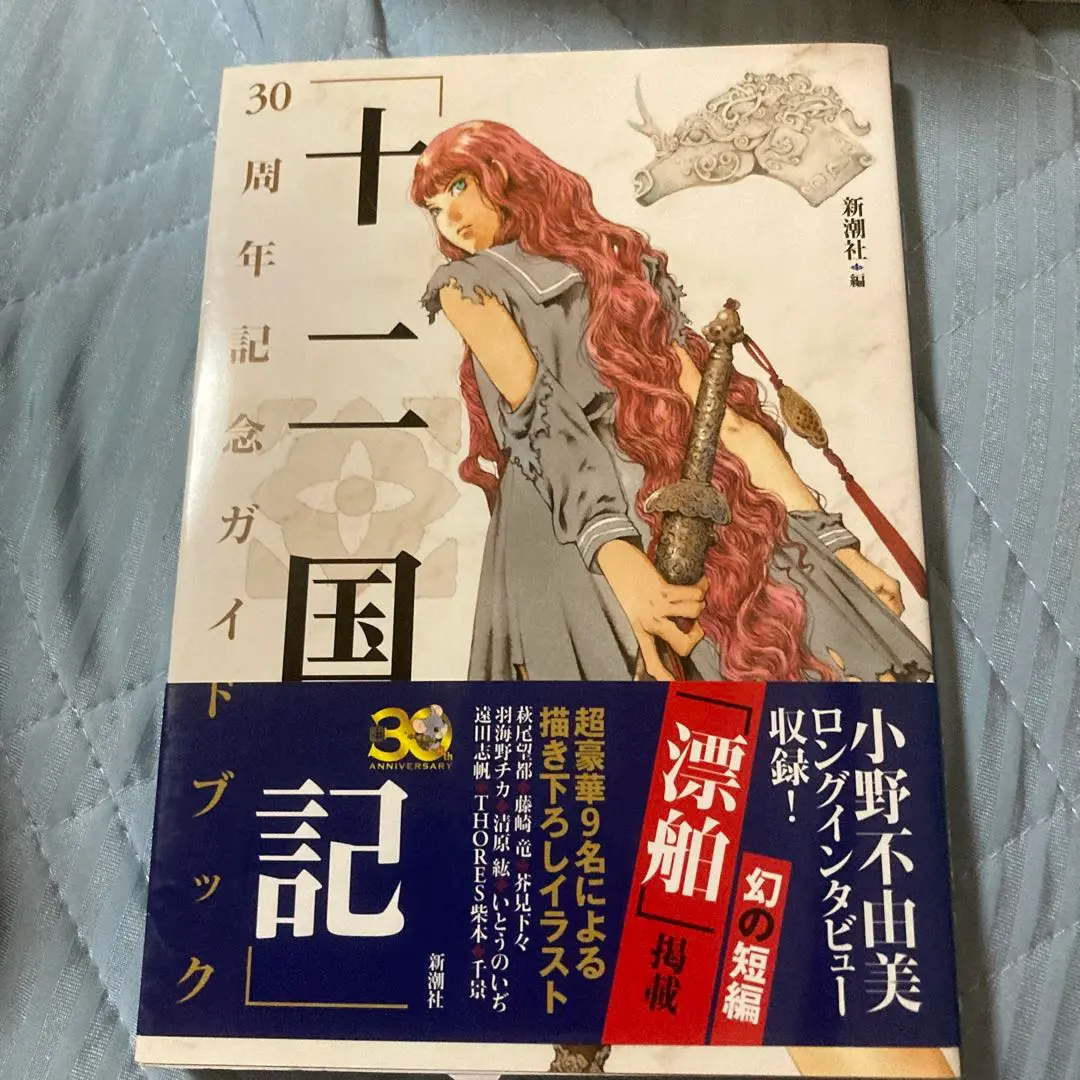 30周年記念ガイドブック
「十二国記」
新潮社・編
小野不由美
ロングインタビュー
収録!
幻の短編
「漂舶」掲載
超豪華9名による
描き下ろしイラスト
萩尾望都◆藤崎 竜◆芥見下々
羽海野チカ◆清原 紘◆いとうのいぢ
遠田志帆◆THORES柴本◆千景
新潮社
30th
ANNIVERSARY